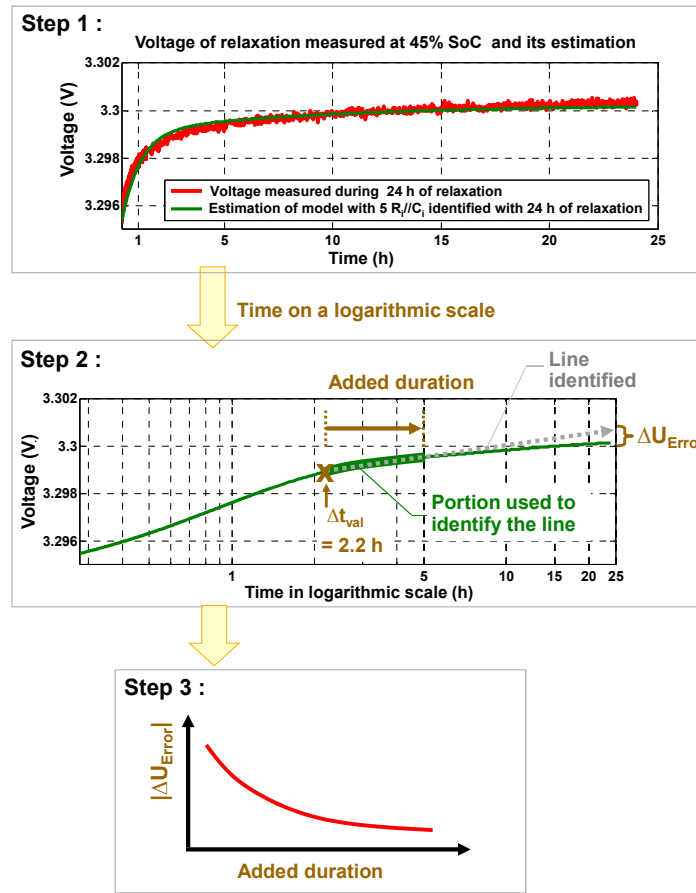 Step 1 :
Voltage of relaxation measured at 45% SoC and its estimation
3.302
3.3
3.298
3.296
Voltage (V)
Voltage measured during 24 h of relaxation
Estimation of model with 5 Ri//Ci identified with 24 h of relaxation
1 5 10 15 20 25
Time (h)
Time on a logarithmic scale
Step 2 :
Line
identified
Added duration
3.302
3.3
3.298
3.296
Voltage (V)
ΔUError
Δtval
= 2.2 h
Portion used to
identify the line
1 5 10 15 20 25
Time in logarithmic scale (h)
Step 3 :
|ΔUError|
Added duration